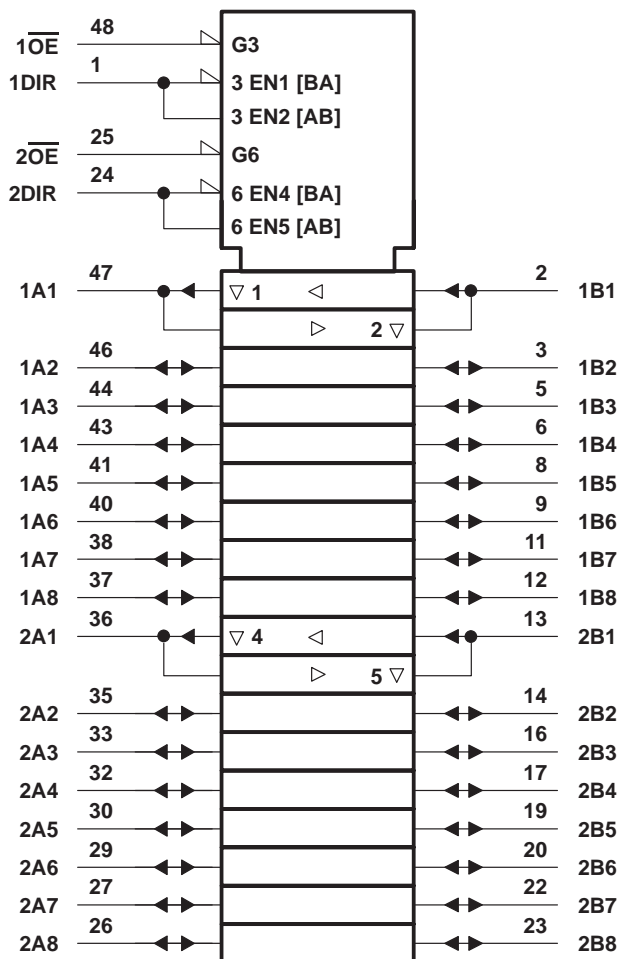 48
1OE G3
1
1DIR 3 EN1 [BA]
3 EN2 [AB]
25
2OE G6
24
2DIR 6 EN4 [BA]
6 EN5 [AB]
47 2
1A1 1 1B1
2
46 3
1A2 1B2
44 5
1A3 1B3
43 6
1A4 1B4
41 8
1A5 1B5
40 9
1A6 1B6
38 11
1A7 1B7
37 12
1A8 1B8
36 13
2A1 4 2B1
5
35 14
2A2 2B2
33 16
2A3 2B3
32 17
2A4 2B4
30 19
2A5 2B5
29 20
2A6 2B6
27 22
2A7 2B7
26 23
2A8 2B8